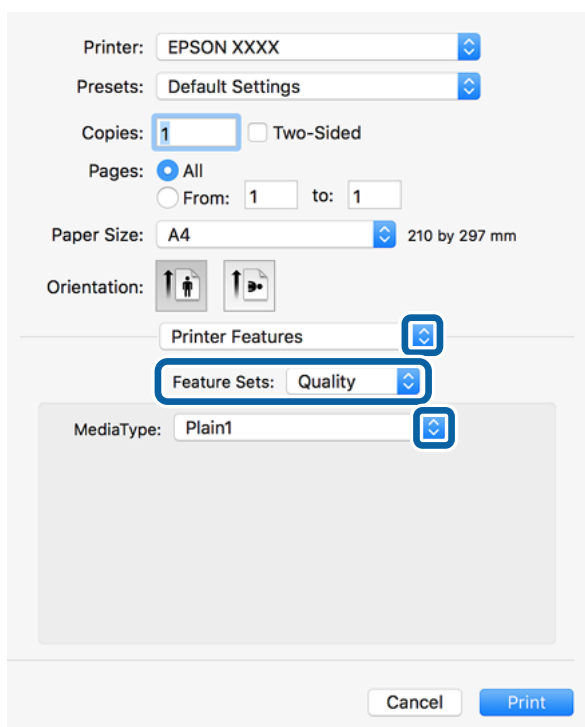 Printer: EPSON XXXX
Presets: Default Settings
Copies: 1 Two-Sided
Pages: All
From: 1 to: 1
Paper Size: A4 210 by 297 mm
Orientation:
Printer Features
Feature Sets: Quality
MediaType: Plain1
Cancel Print